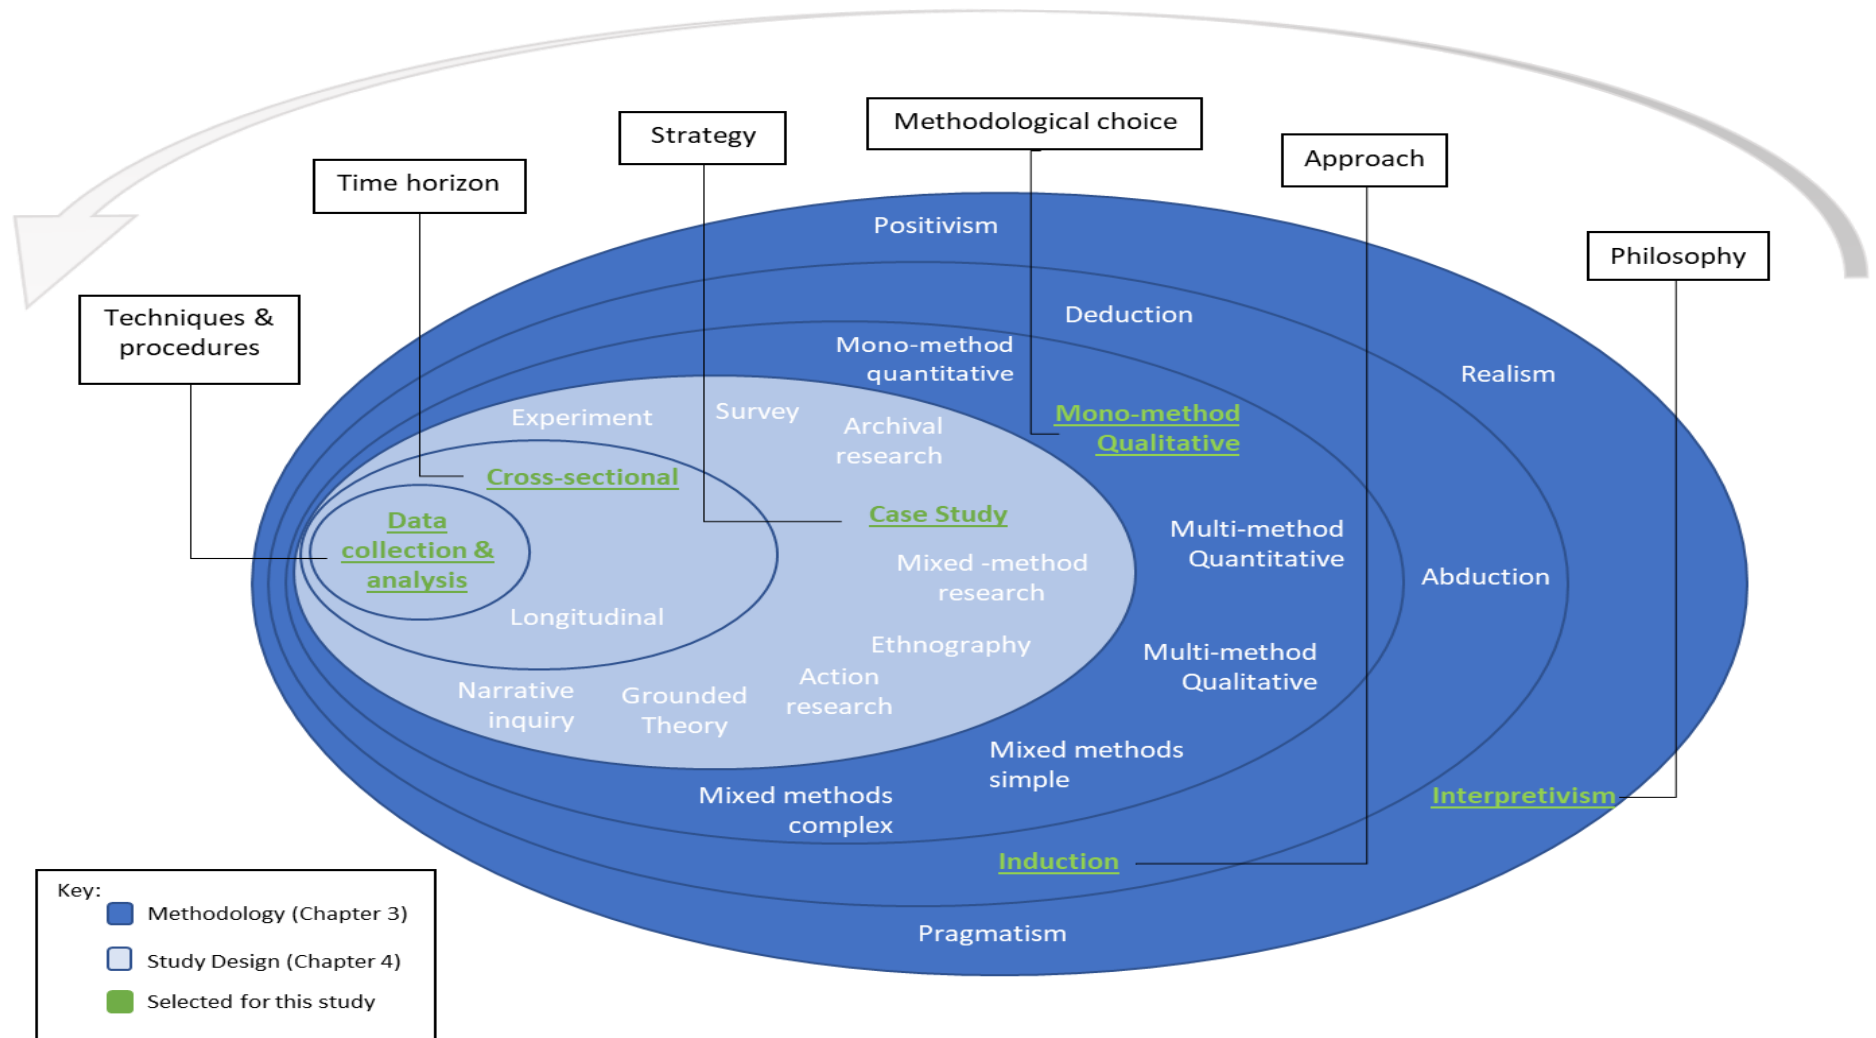 Methodological choice
Strategy
Approach
Time horizon
Philosophy
Techniques &
procedures
Positivism
Deduction
Realism
Mono-method
quantitative
Mono-method
Qualitative
Experiment
Survey
Archival
research
Cross-sectional
Case Study
Data
collection &
analysis
Multi-method
Quantitative
Abduction
Mixed -method
research
Longitudinal
Ethnography
Multi-method
Qualitative
Narrative
inquiry
Grounded
Theory
Action
research
Mixed methods
simple
Mixed methods
complex
Interpretivism
Induction
Pragmatism
Key:
Methodology (Chapter 3)
Study Design (Chapter 4)
Selected for this study